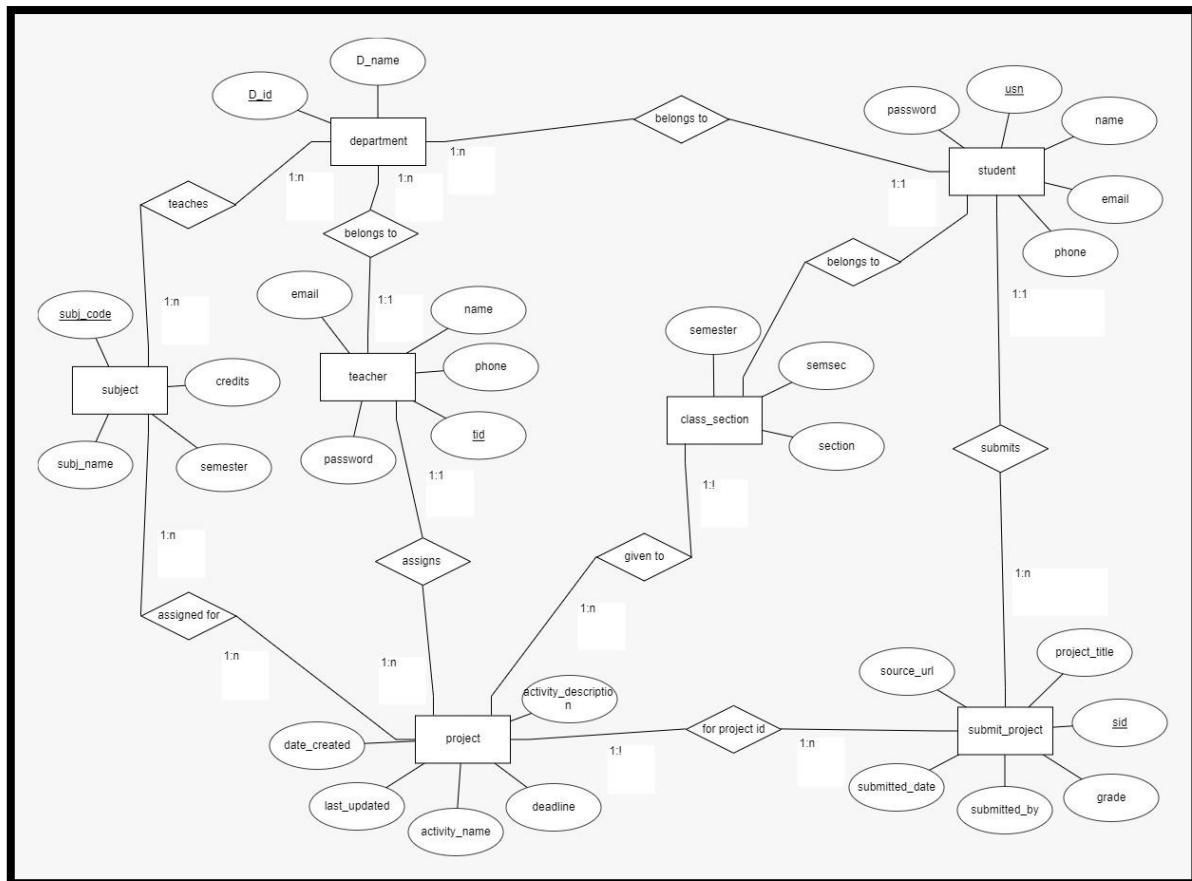 D_name
D_id
usn
password
name
belongs to
department
student
1:n
1:n
1:n
1:1
teaches
email
belongs to
belongs to
phone
email
name
1:n
1:1
1:1
subj_code
semester
semsec
phone
credits
subject
teacher
class_section
tid
section
subj_name
semester
password
submits
1:1
1:!
1:n
given to
assigns
1:n
assigned for
1:n
1:n
1:n
project_title
source_url
activity_descriptio
n
for project id
sid
date_created
project
submit_project
1:!
1:n
last_updated
deadline
submitted_date
grade
activity_name
submitted_by